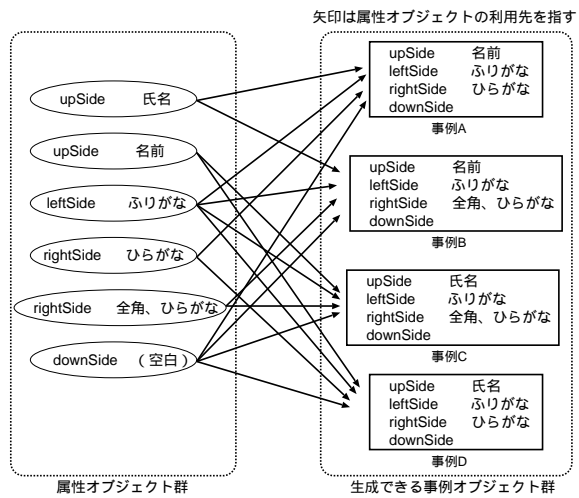 矢印は属性オブジェクトの利用先を指す
upSide 氏名
upSide 名前
leftSide ふりがな
rightSide ひらがな
rightSide 全角、ひらがな
downSide （空白）
属性オブジェクト群
upSide 名前
leftSide ふりがな
rightSide ひらがな
downSide
事例A
upSide 名前
leftSide ふりがな
rightSide 全角、ひらがな
downSide
事例B
upSide 氏名
leftSide ふりがな
rightSide 全角、ひらがな
downSide
事例C
upSide 氏名
leftSide ふりがな
rightSide ひらがな
downSide
事例D
生成できる事例オブジェクト群